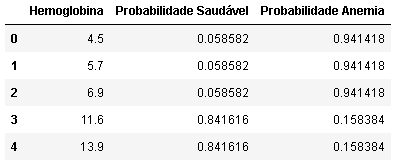 Hemoglobina Probabilidade Saudável Probabilidade Anemia
0 4.5 0.058582 0.941418
1 5.7 0.058582 0.941418
2 6.9 0.058582 0.941418
3 11.6 0.841616 0.158384
4 13.9 0.841616 0.158384